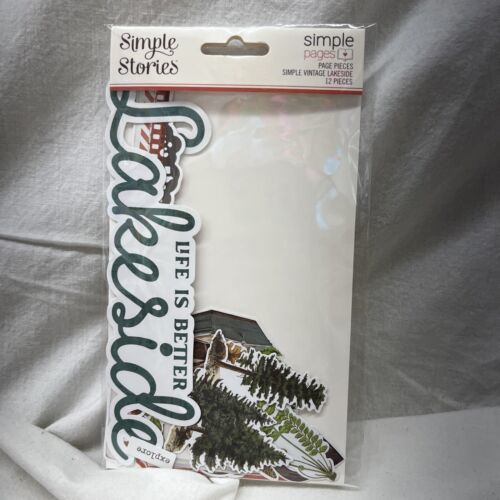 Simple
Stories
simple
pages
PAGE PIECES
SIMPLE VINTAGE LAKESIDE
12 PIECES
LIFE IS BETTER
Lakeside
explore